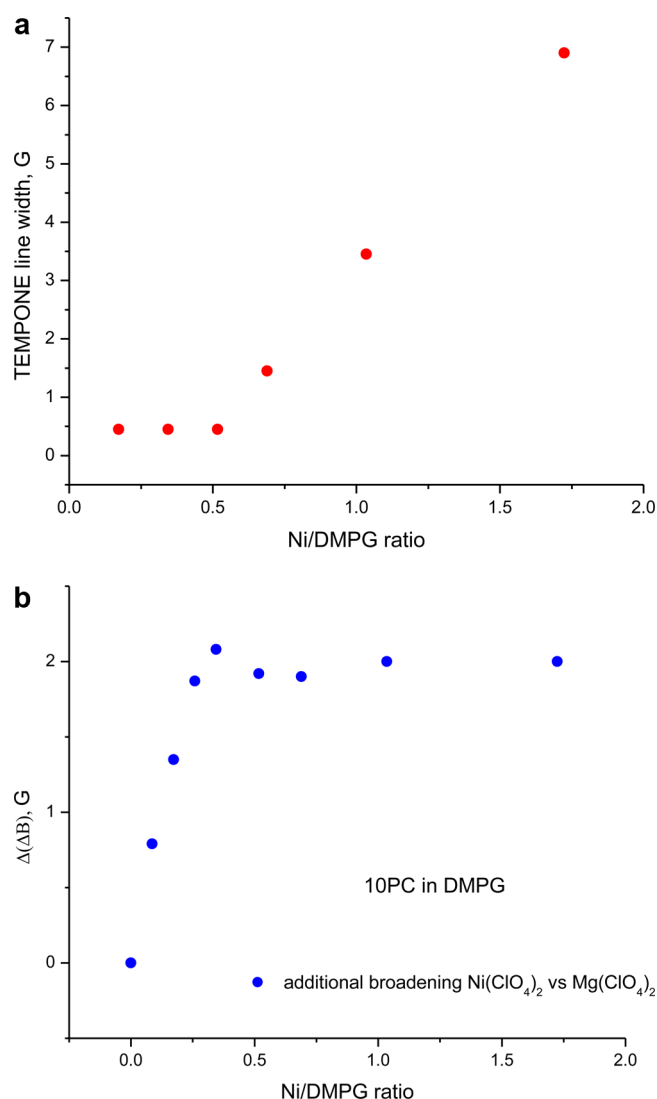 a
7
6
5
4
3
2
1
0
TEMPONE line width, G
0.0 0.5 1.0 1.5 2.0
Ni/DMPG ratio
b
2
1
0
Δ(ΔB), G
10PC in DMPG
additional broadening Ni(ClO₄)₂ vs Mg(ClO₄)₂
0.0 0.5 1.0 1.5 2.0
Ni/DMPG ratio